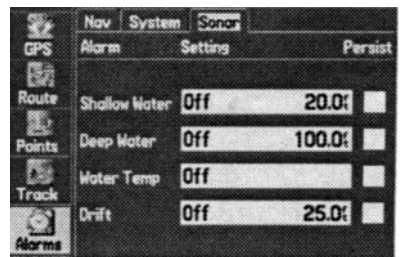 Nav System Sonar
GPS Alarm Setting Persist
Route
Shallow Water Off 20.0
Points Deep Water Off 100.0
Water Temp Off
Track
Drift Off 25.0
Alarms